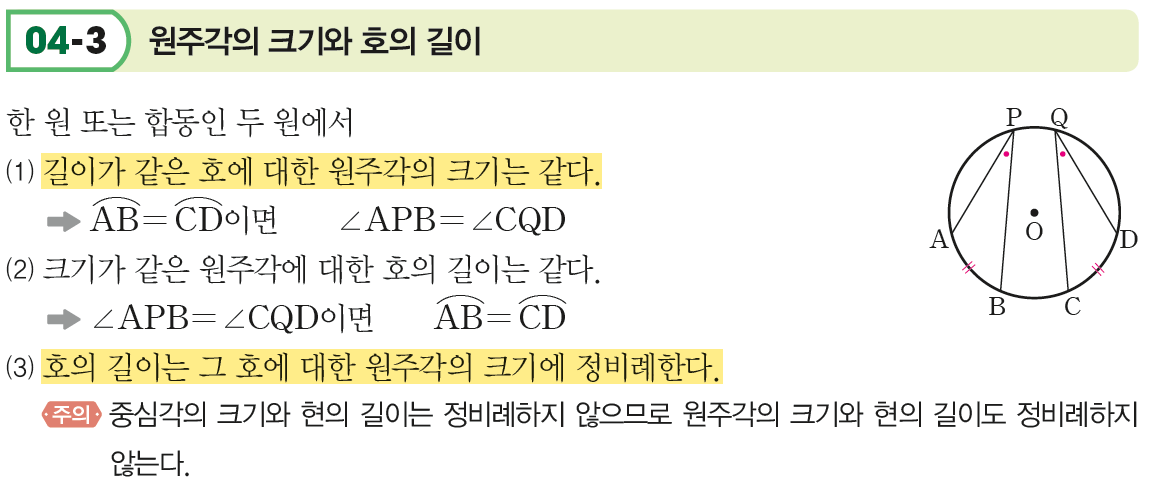 04-3 원주각의 크기와 호의 길이
한 원 또는 합동인 두 원에서
(1) 길이가 같은 호에 대한 원주각의 크기는 같다.
➡ A͡B=C͡D이면 ∠APB=∠CQD
(2) 크기가 같은 원주각에 대한 호의 길이는 같다.
➡ ∠APB=∠CQD이면 A͡B=C͡D
(3) 호의 길이는 그 호에 대한 원주각의 크기에 정비례한다.
주의 중심각의 크기와 현의 길이는 정비례하지 않으므로 원주각의 크기와 현의 길이도 정비례하지
않는다.
P Q
A O D
B C